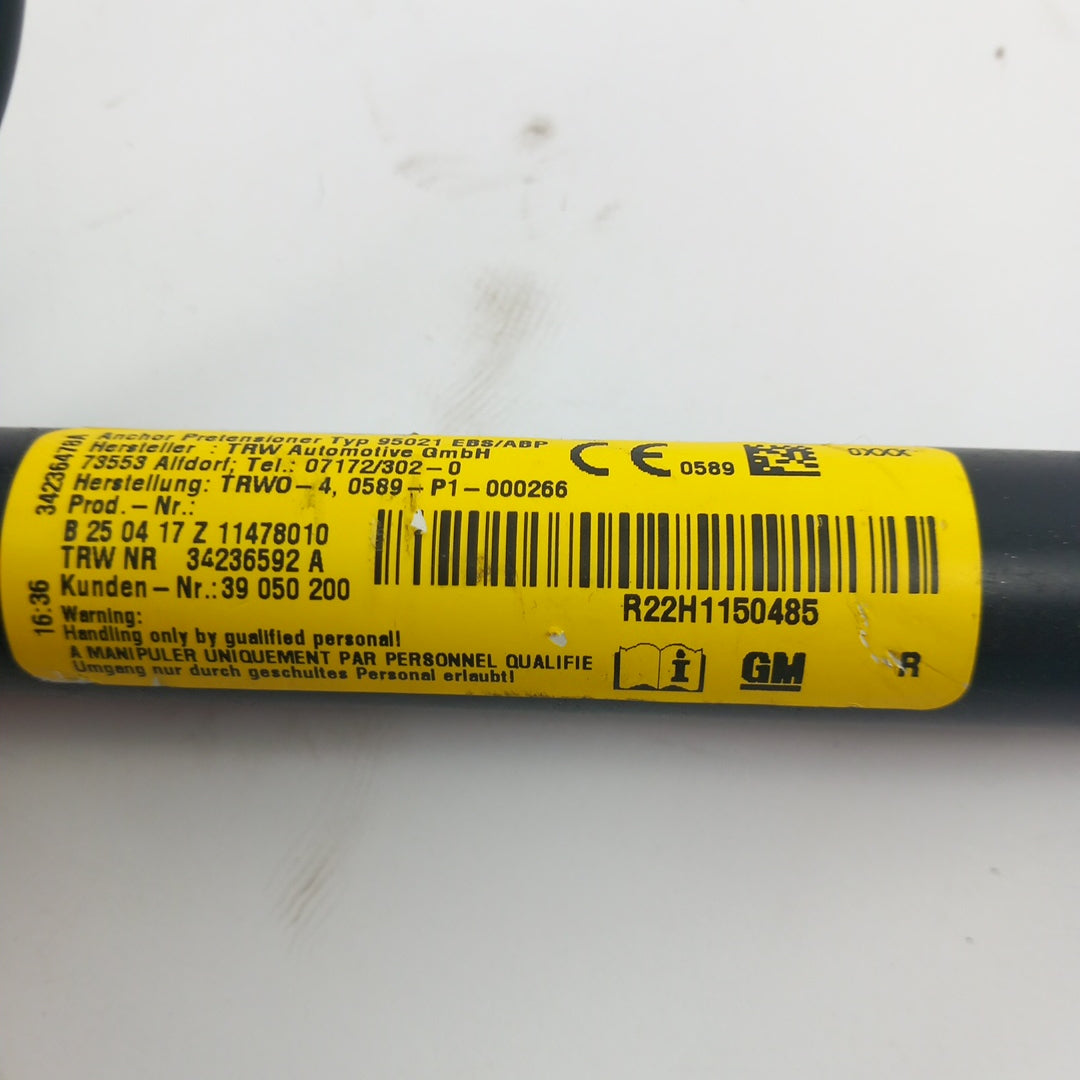 Anchor Pretensioner Typ 95021 EBS/ABP
Hersteller : TRW Automotive GmbH
73553 Alfdorf; Tel.: 07172/302-0
Herstellung: TRWO-4, 0589-P1-000266
Prod.-Nr.:
B 25 04 17 Z 11478010
TRW NR 34236592 A
Kunden-Nr.: 39 050 200
Warning:
Handling only by qualified personal!
A MANIPULER UNIQUEMENT PAR PERSONNEL QUALIFIE
Umgang nur durch geschultes Personal erlaubt!
34236478A
16:36
CE 0589
R22H1150485
i
GM
R